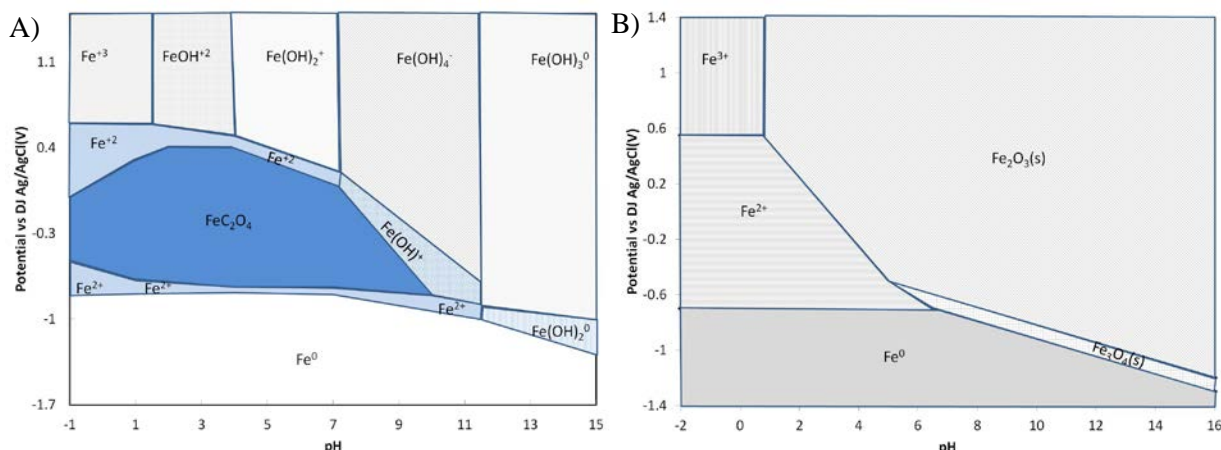 A)
Potential vs DJ Ag/AgCl(V)
1.1
0.4
-0.3
-1
-1.7
Fe⁺³
FeOH⁺²
Fe(OH)₂⁺
Fe(OH)₄⁻
Fe(OH)₃⁰
Fe⁺²
Fe⁺²
FeC₂O₄
Fe(OH)⁺
Fe²⁺
Fe²⁺
Fe²⁺
Fe(OH)₂⁰
Fe⁰
-1 1 3 5 7 9 11 13 15
pH
B)
Potential vs DJ Ag/AgCl(V)
1.4
1
0.6
0.2
-0.2
-0.6
-1
-1.4
Fe³⁺
Fe₂O₃(s)
Fe²⁺
Fe₃O₄(s)
Fe⁰
-2 0 2 4 6 8 10 12 14 16
pH